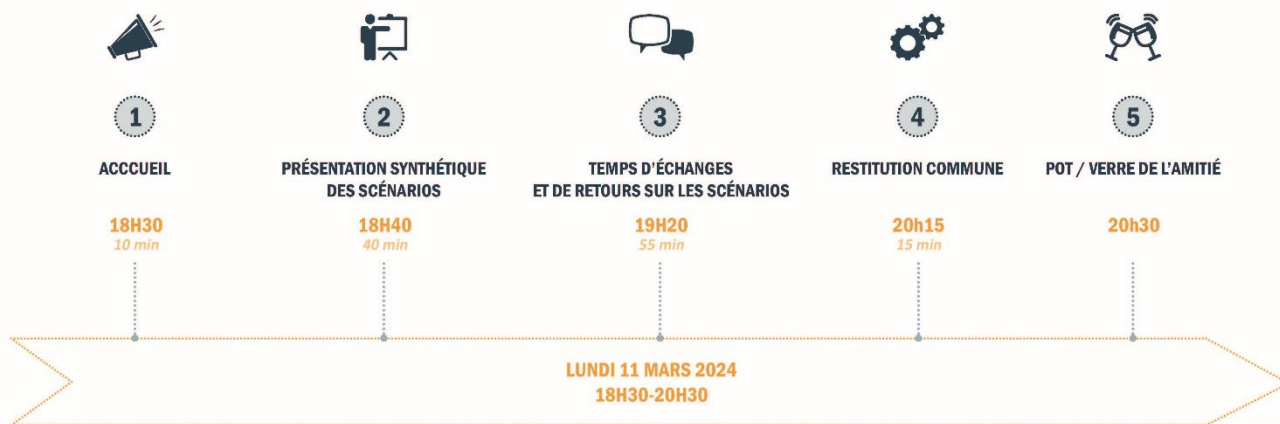 1
ACCCUEIL
18H30
10 min
2
PRÉSENTATION SYNTHÉTIQUE
DES SCÉNARIOS
18H40
40 min
3
TEMPS D'ÉCHANGES
ET DE RETOURS SUR LES SCÉNARIOS
19H20
55 min
4
RESTITUTION COMMUNE
20h15
15 min
5
POT / VERRE DE L'AMITIÉ
20h30
LUNDI 11 MARS 2024
18H30-20H30